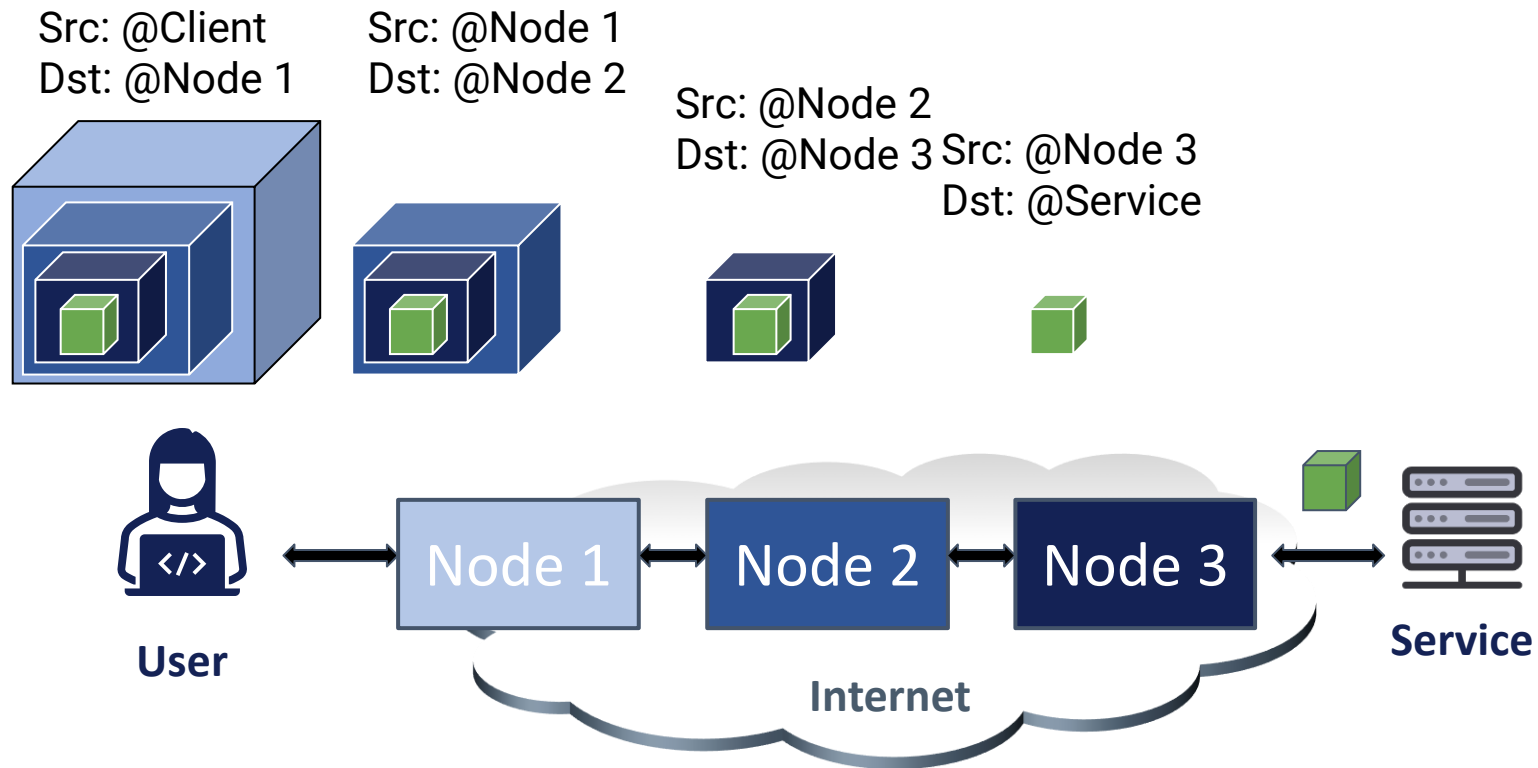 Src: @Client
Dst: @Node 1
Src: @Node 1
Dst: @Node 2
Src: @Node 2
Dst: @Node 3
Src: @Node 3
Dst: @Service
</>
Node 1
Node 2
Node 3
User
Service
Internet